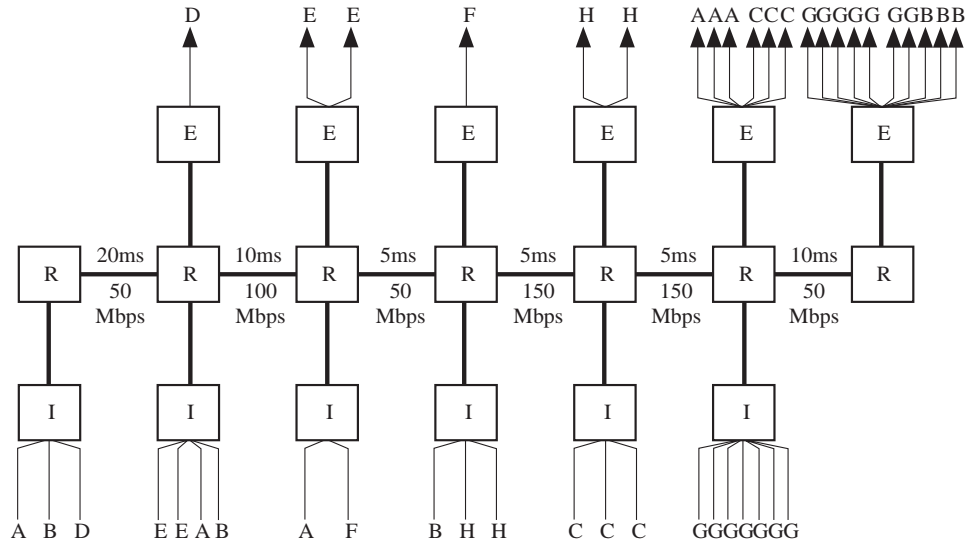 D E E F H H AAA CCC GGGGG GGBBB
E E E E E E
20ms 10ms 5ms 5ms 5ms 10ms
R R R R R R R
50 100 50 150 150 50
Mbps Mbps Mbps Mbps Mbps Mbps
I I I I I I
A B D E E A B A F B H H C C C GGGGGGG